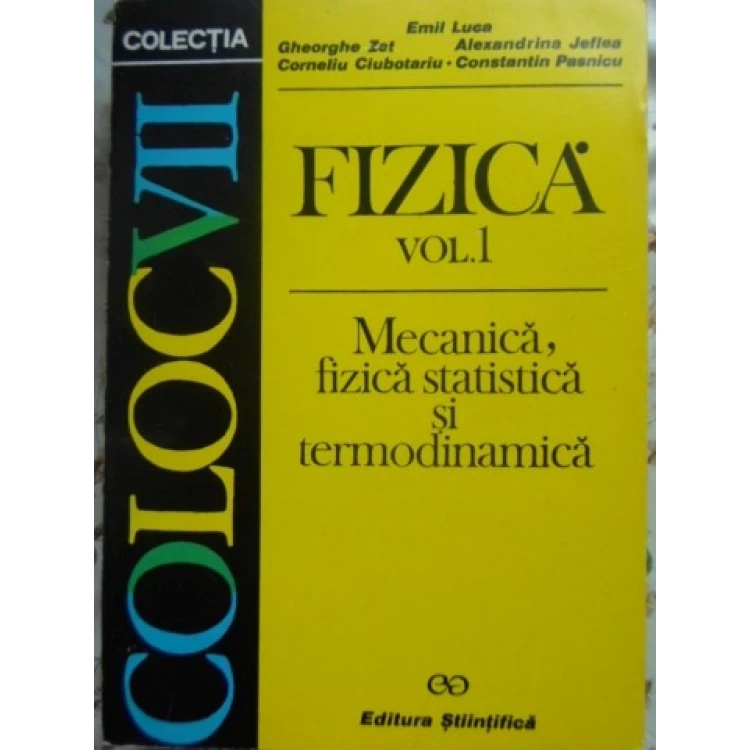 COLECȚIA
COLOCVII
Emil Luca
Gheorghe Zet Alexandrina Jeflea
Corneliu Ciubotariu • Constantin Pasnicu
FIZICĂ
VOL.1
Mecanică,
fizică statistică
și
termodinamică
Editura Științifică